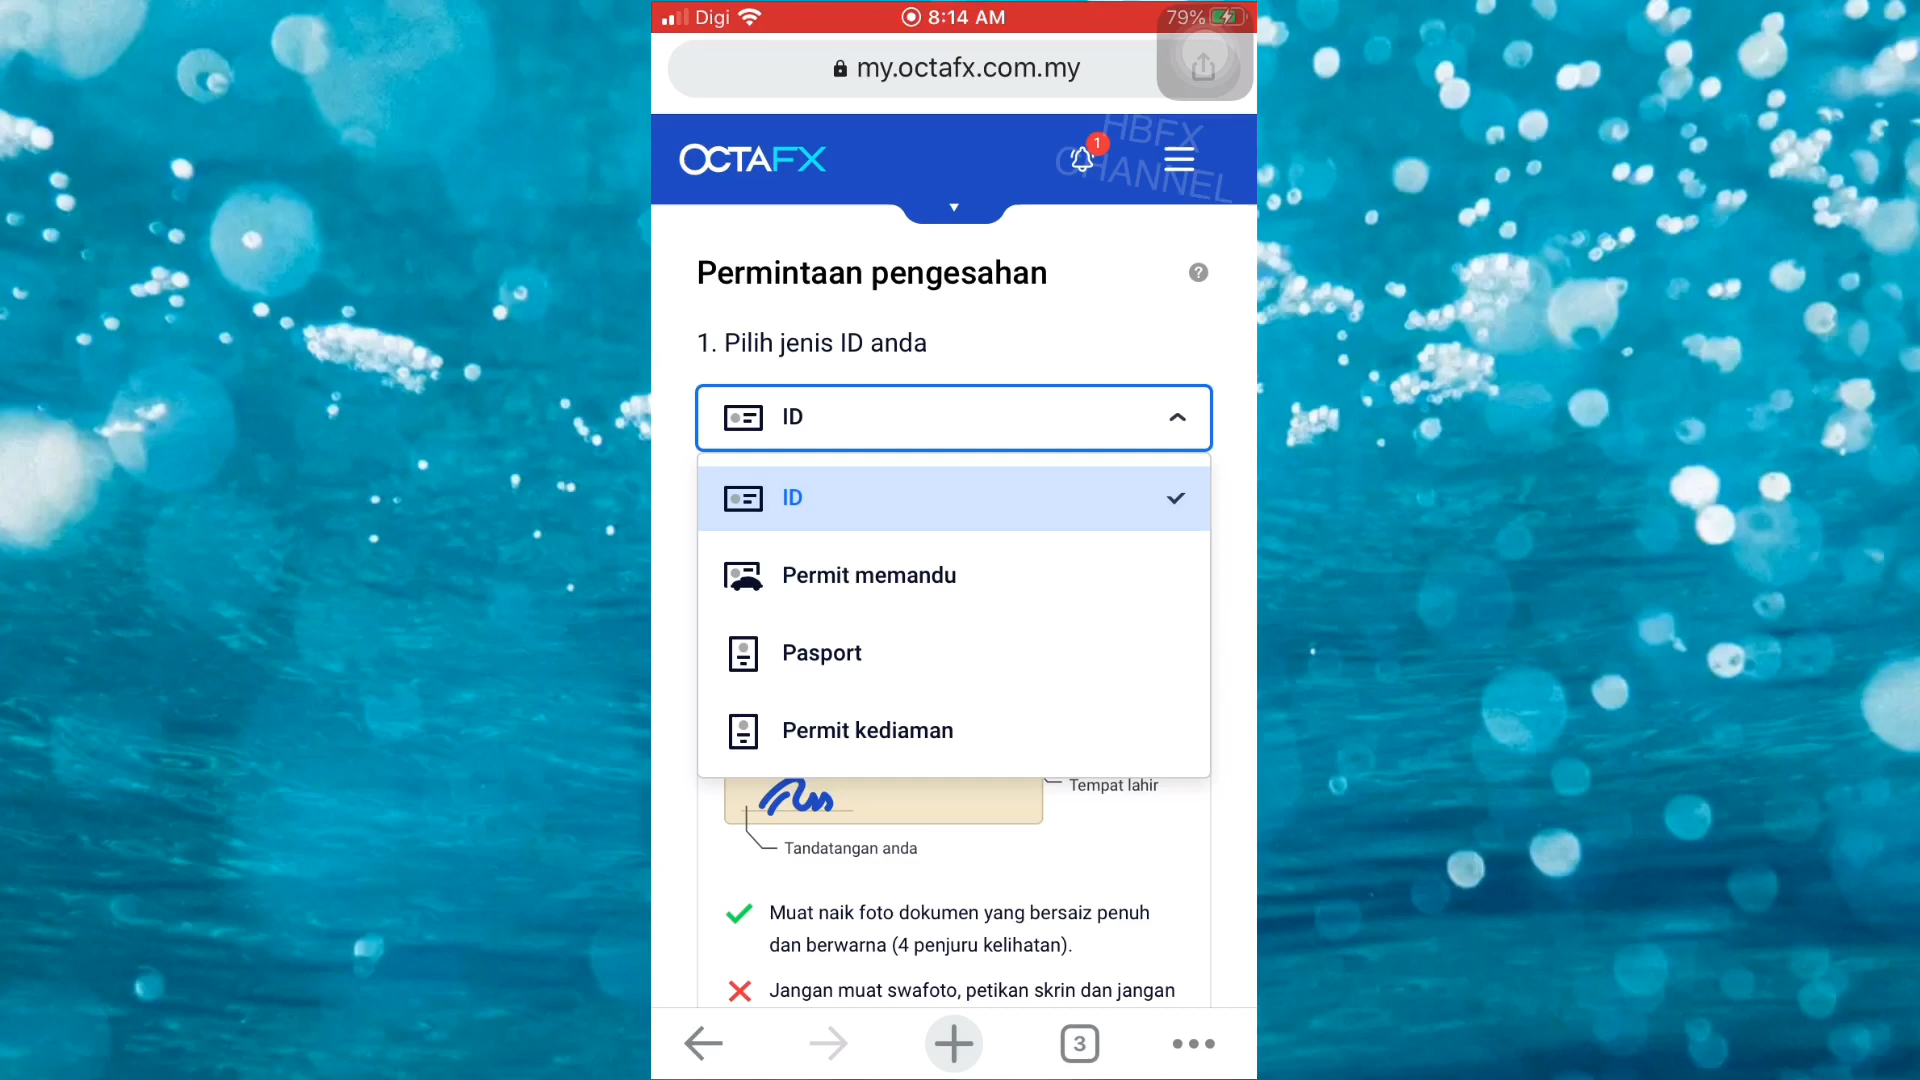 Digi 8:14 AM 79%
my.octafx.com.my
OCTAFX 1
HBFX
CHANNEL
Permintaan pengesahan ?
1. Pilih jenis ID anda
ID
ID
Permit memandu
Pasport
Permit kediaman
Tempat lahir
Tandatangan anda
Muat naik foto dokumen yang bersaiz penuh
dan berwarna (4 penjuru kelihatan).
Jangan muat swafoto, petikan skrin dan jangan
3